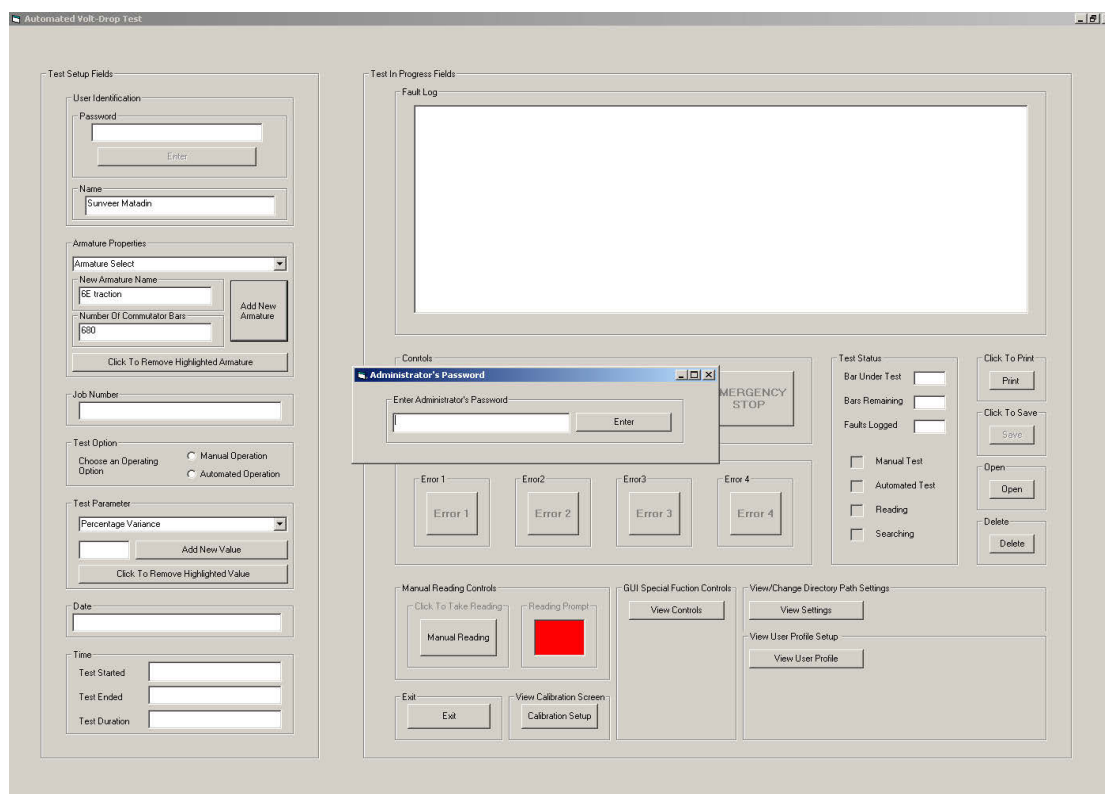 Automated Volt-Drop Test
Test Setup Fields
User Identification
Password
Enter
Name
Sunveer Matadin
Armature Properties
Armature Select
New Armature Name
6E traction
Number Of Commutator Bars
680
Add New
Armature
Click To Remove Highlighted Armature
Job Number
Test Option
Choose an Operating
Option
Manual Operation
Automated Operation
Test Parameter
Percentage Variance
Add New Value
Click To Remove Highlighted Value
Date
Time
Test Started
Test Ended
Test Duration
Test In Progress Fields
Fault Log
Contols
MERGENCY
STOP
Administrator's Password
Enter Administrator's Password
Enter
Error 1
Error 1
Error2
Error 2
Error3
Error 3
Error 4
Error 4
Test Status
Bar Under Test
Bars Remaining
Faults Logged
Manual Test
Automated Test
Reading
Searching
Click To Print
Print
Click To Save
Save
Open
Open
Delete
Delete
Manual Reading Controls
Click To Take Reading
Manual Reading
Reading Prompt
Exit
Exit
View Calibration Screen
Calibration Setup
GUI Special Fuction Controls
View Controls
View/Change Directory Path Settings
View Settings
View User Profile Setup
View User Profile